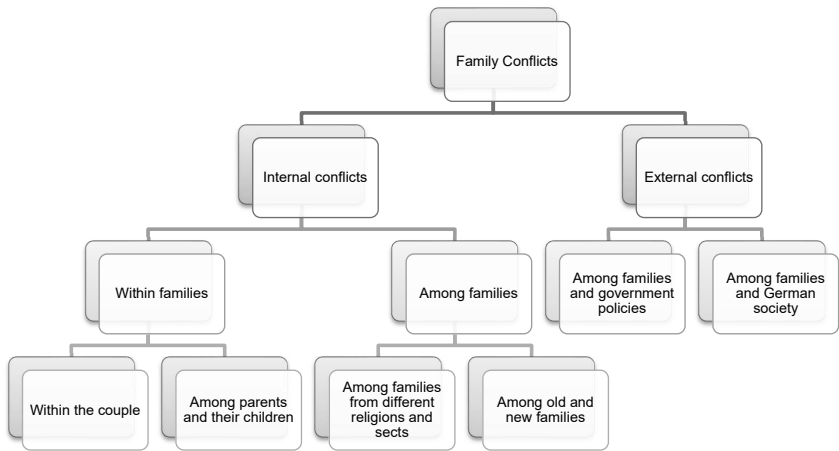 Family Conflicts
Internal conflicts
External conflicts
Within families
Among families
Among families
and government
policies
Among families
and German
society
Within the couple
Among parents
and their children
Among families
from different
religions and
sects
Among old and
new families